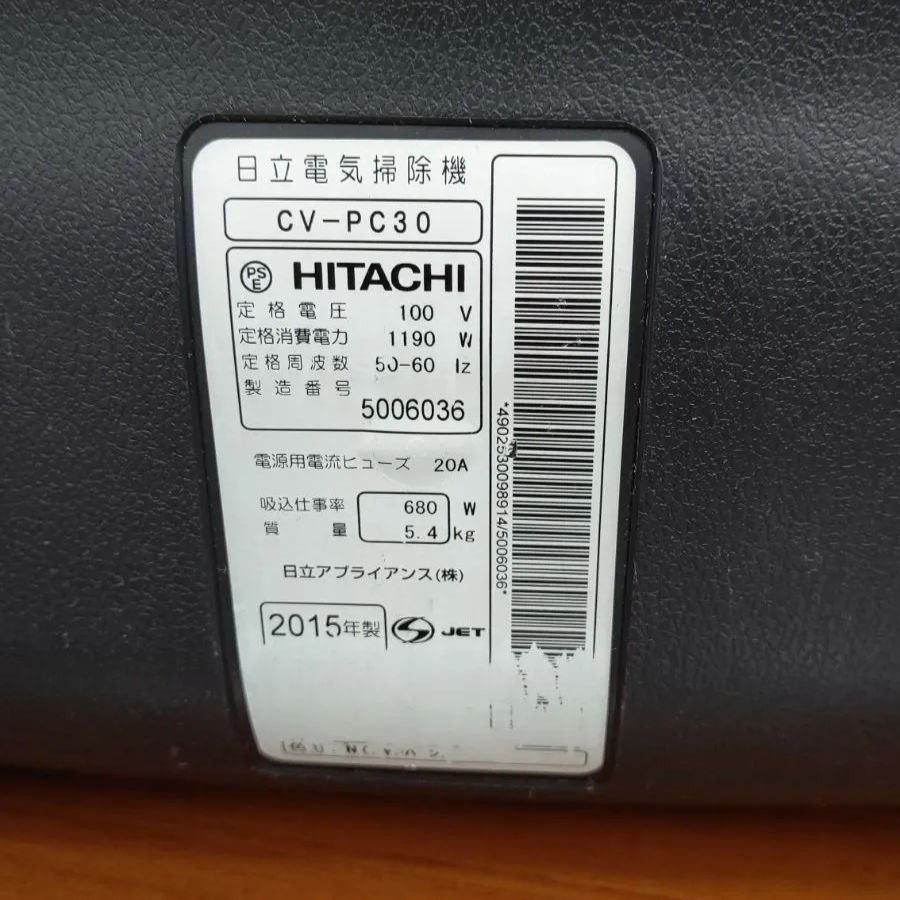 日立電気掃除機
CV-PC30
PS
E
HITACHI
定格電圧 100 V
定格消費電力 1190 W
定格周波数 50-60 Hz
製造番号
5006036
電源用電流ヒューズ 20A
吸込仕事率 680 W
質量 5.4 kg
日立アプライアンス(株)
2015年製
S JET
*4902530098914/5006036*